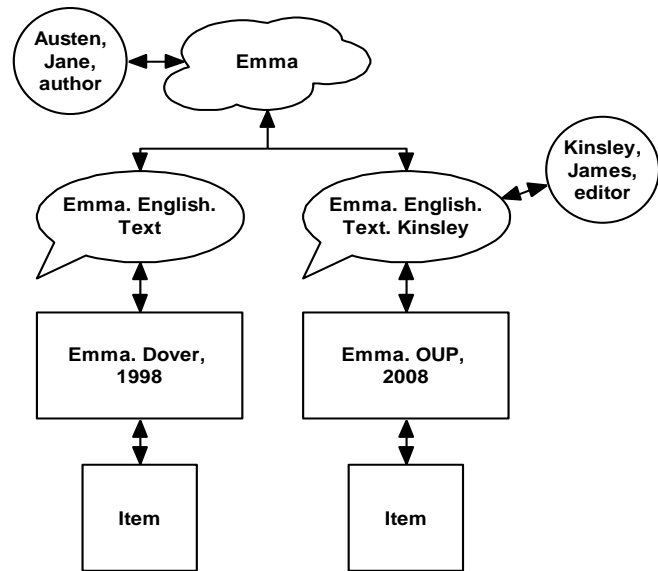 Austen,
Jane,
author
Emma
Kinsley,
James,
editor
Emma. English.
Text
Emma. English.
Text. Kinsley
Emma. Dover,
1998
Emma. OUP,
2008
Item
Item